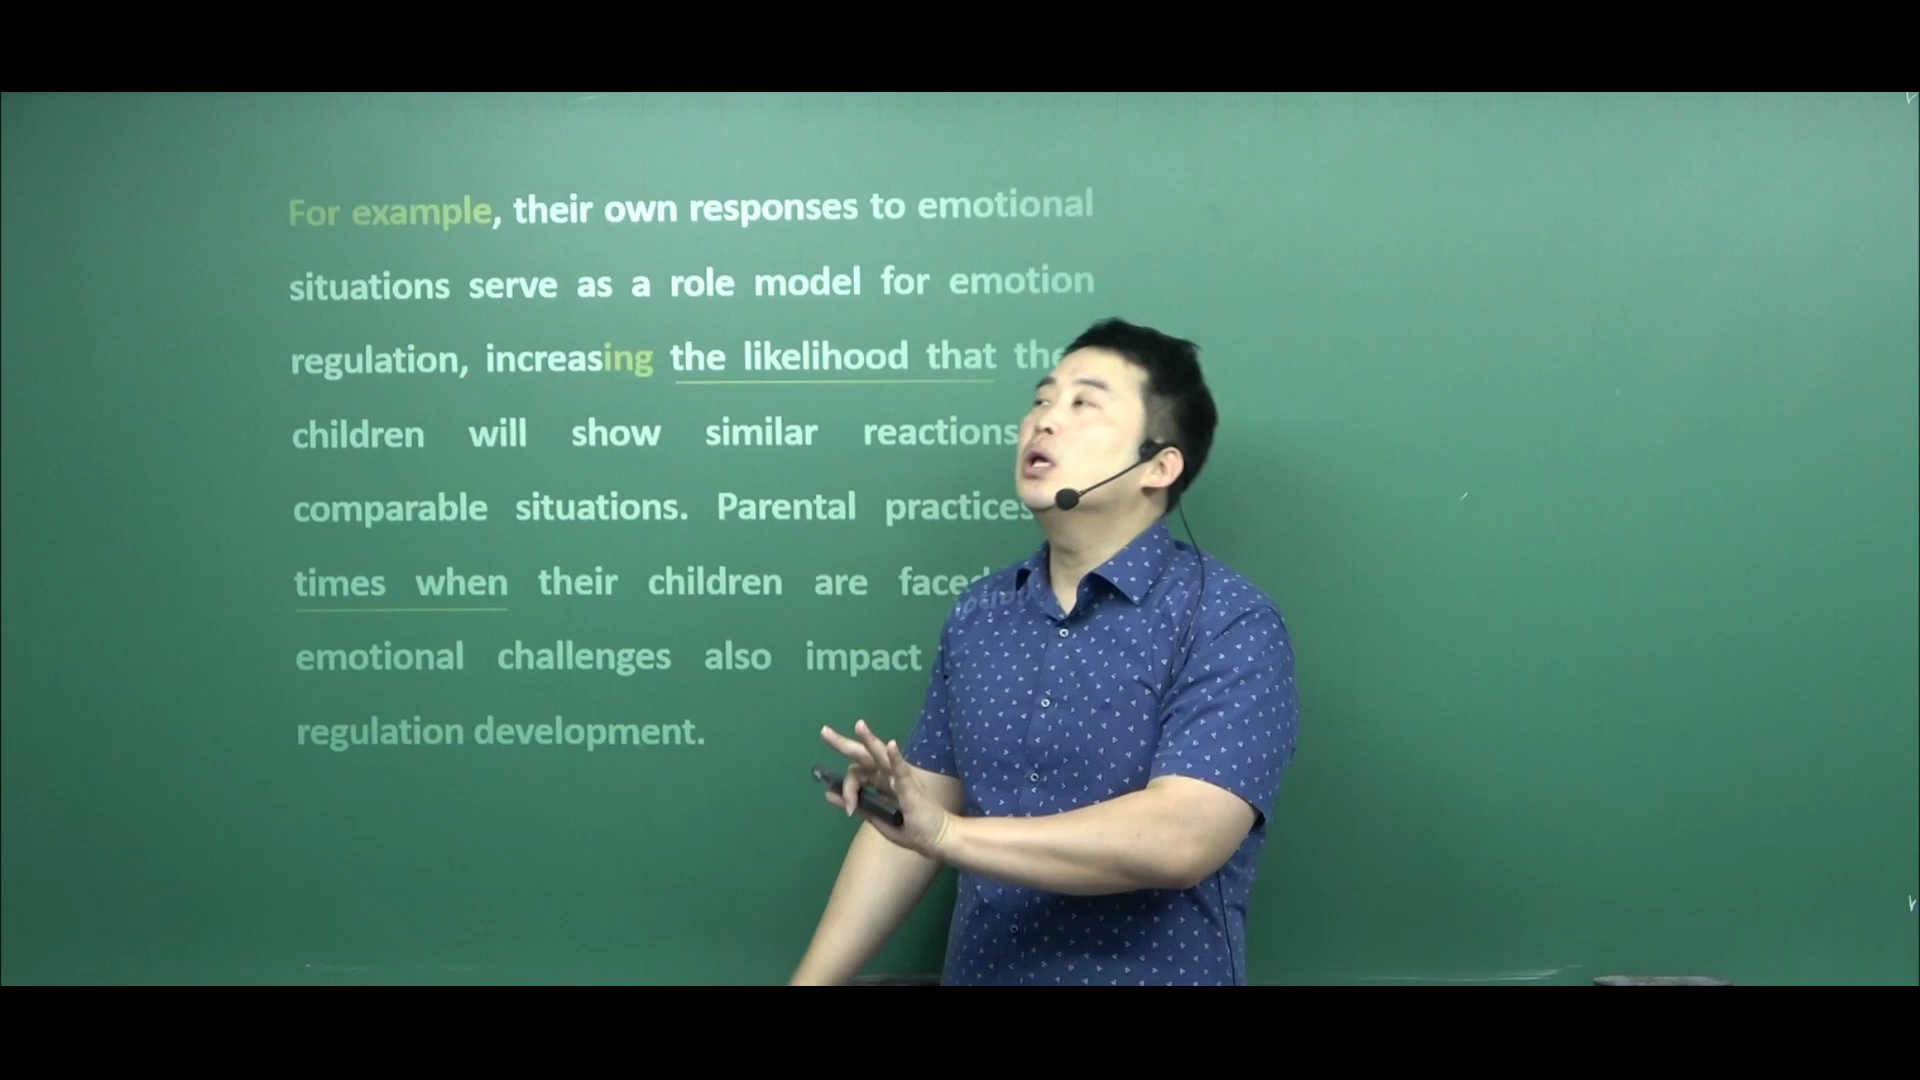 For example, their own responses to emotional
situations serve as a role model for emotion
regulation, increasing the likelihood that
children will show similar reactions
comparable situations. Parental practices
times when their children are faced
emotional challenges also impact
regulation development.